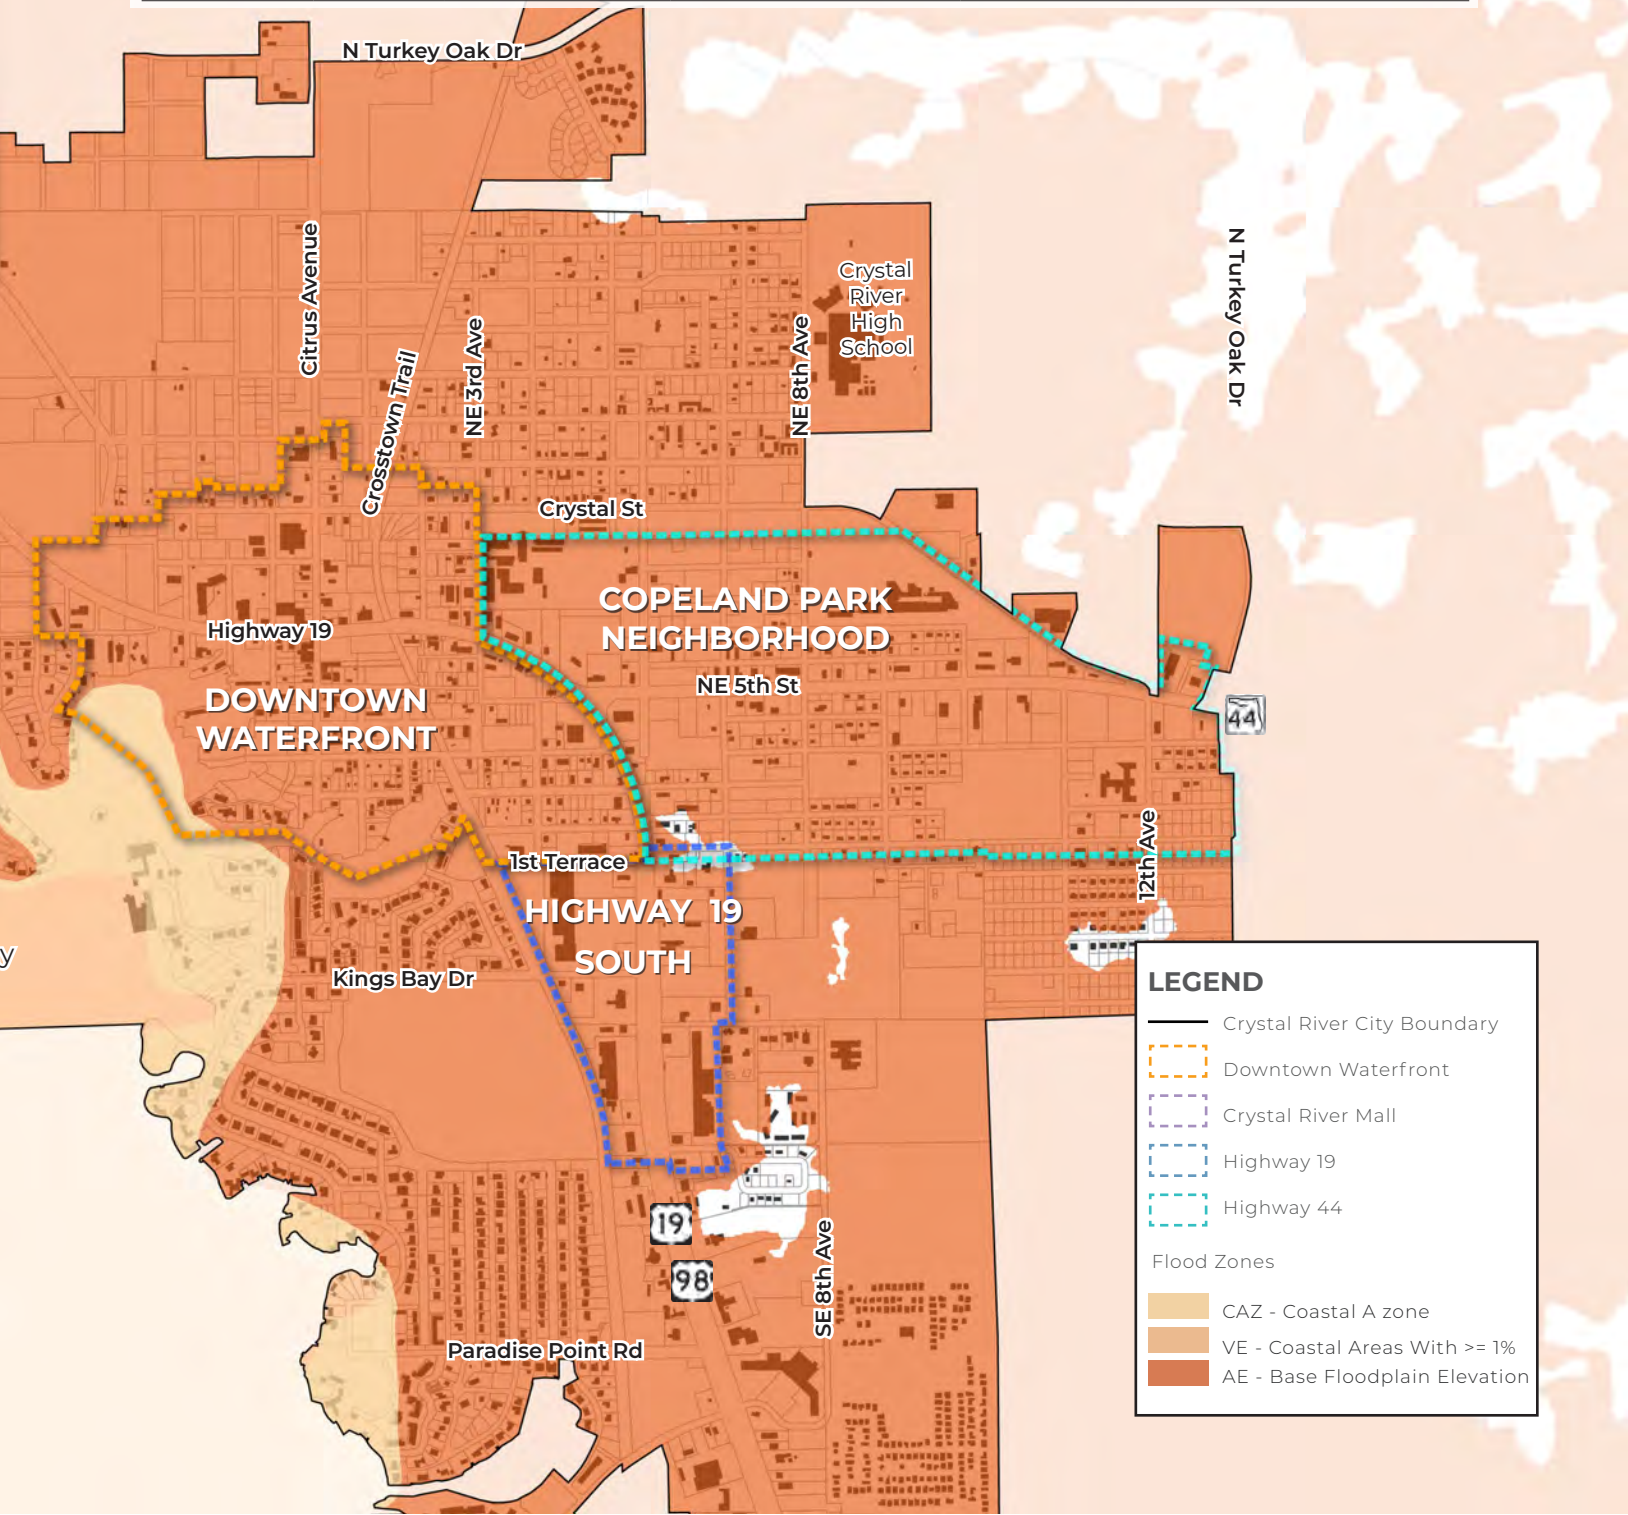 N Turkey Oak Dr
Citrus Avenue
Crosstown Trail
NE 3rd Ave
NE 8th Ave
Crystal
River
High
School
N Turkey Oak Dr
Crystal St
COPELAND PARK
NEIGHBORHOOD
Highway 19
NE 5th St
DOWNTOWN
WATERFRONT
44
1st Terrace
12th Ave
HIGHWAY 19
SOUTH
y
Kings Bay Dr
19
98
SE 8th Ave
Paradise Point Rd
LEGEND
Crystal River City Boundary
Downtown Waterfront
Crystal River Mall
Highway 19
Highway 44
Flood Zones
CAZ - Coastal A zone
VE - Coastal Areas With >= 1%
AE - Base Floodplain Elevation